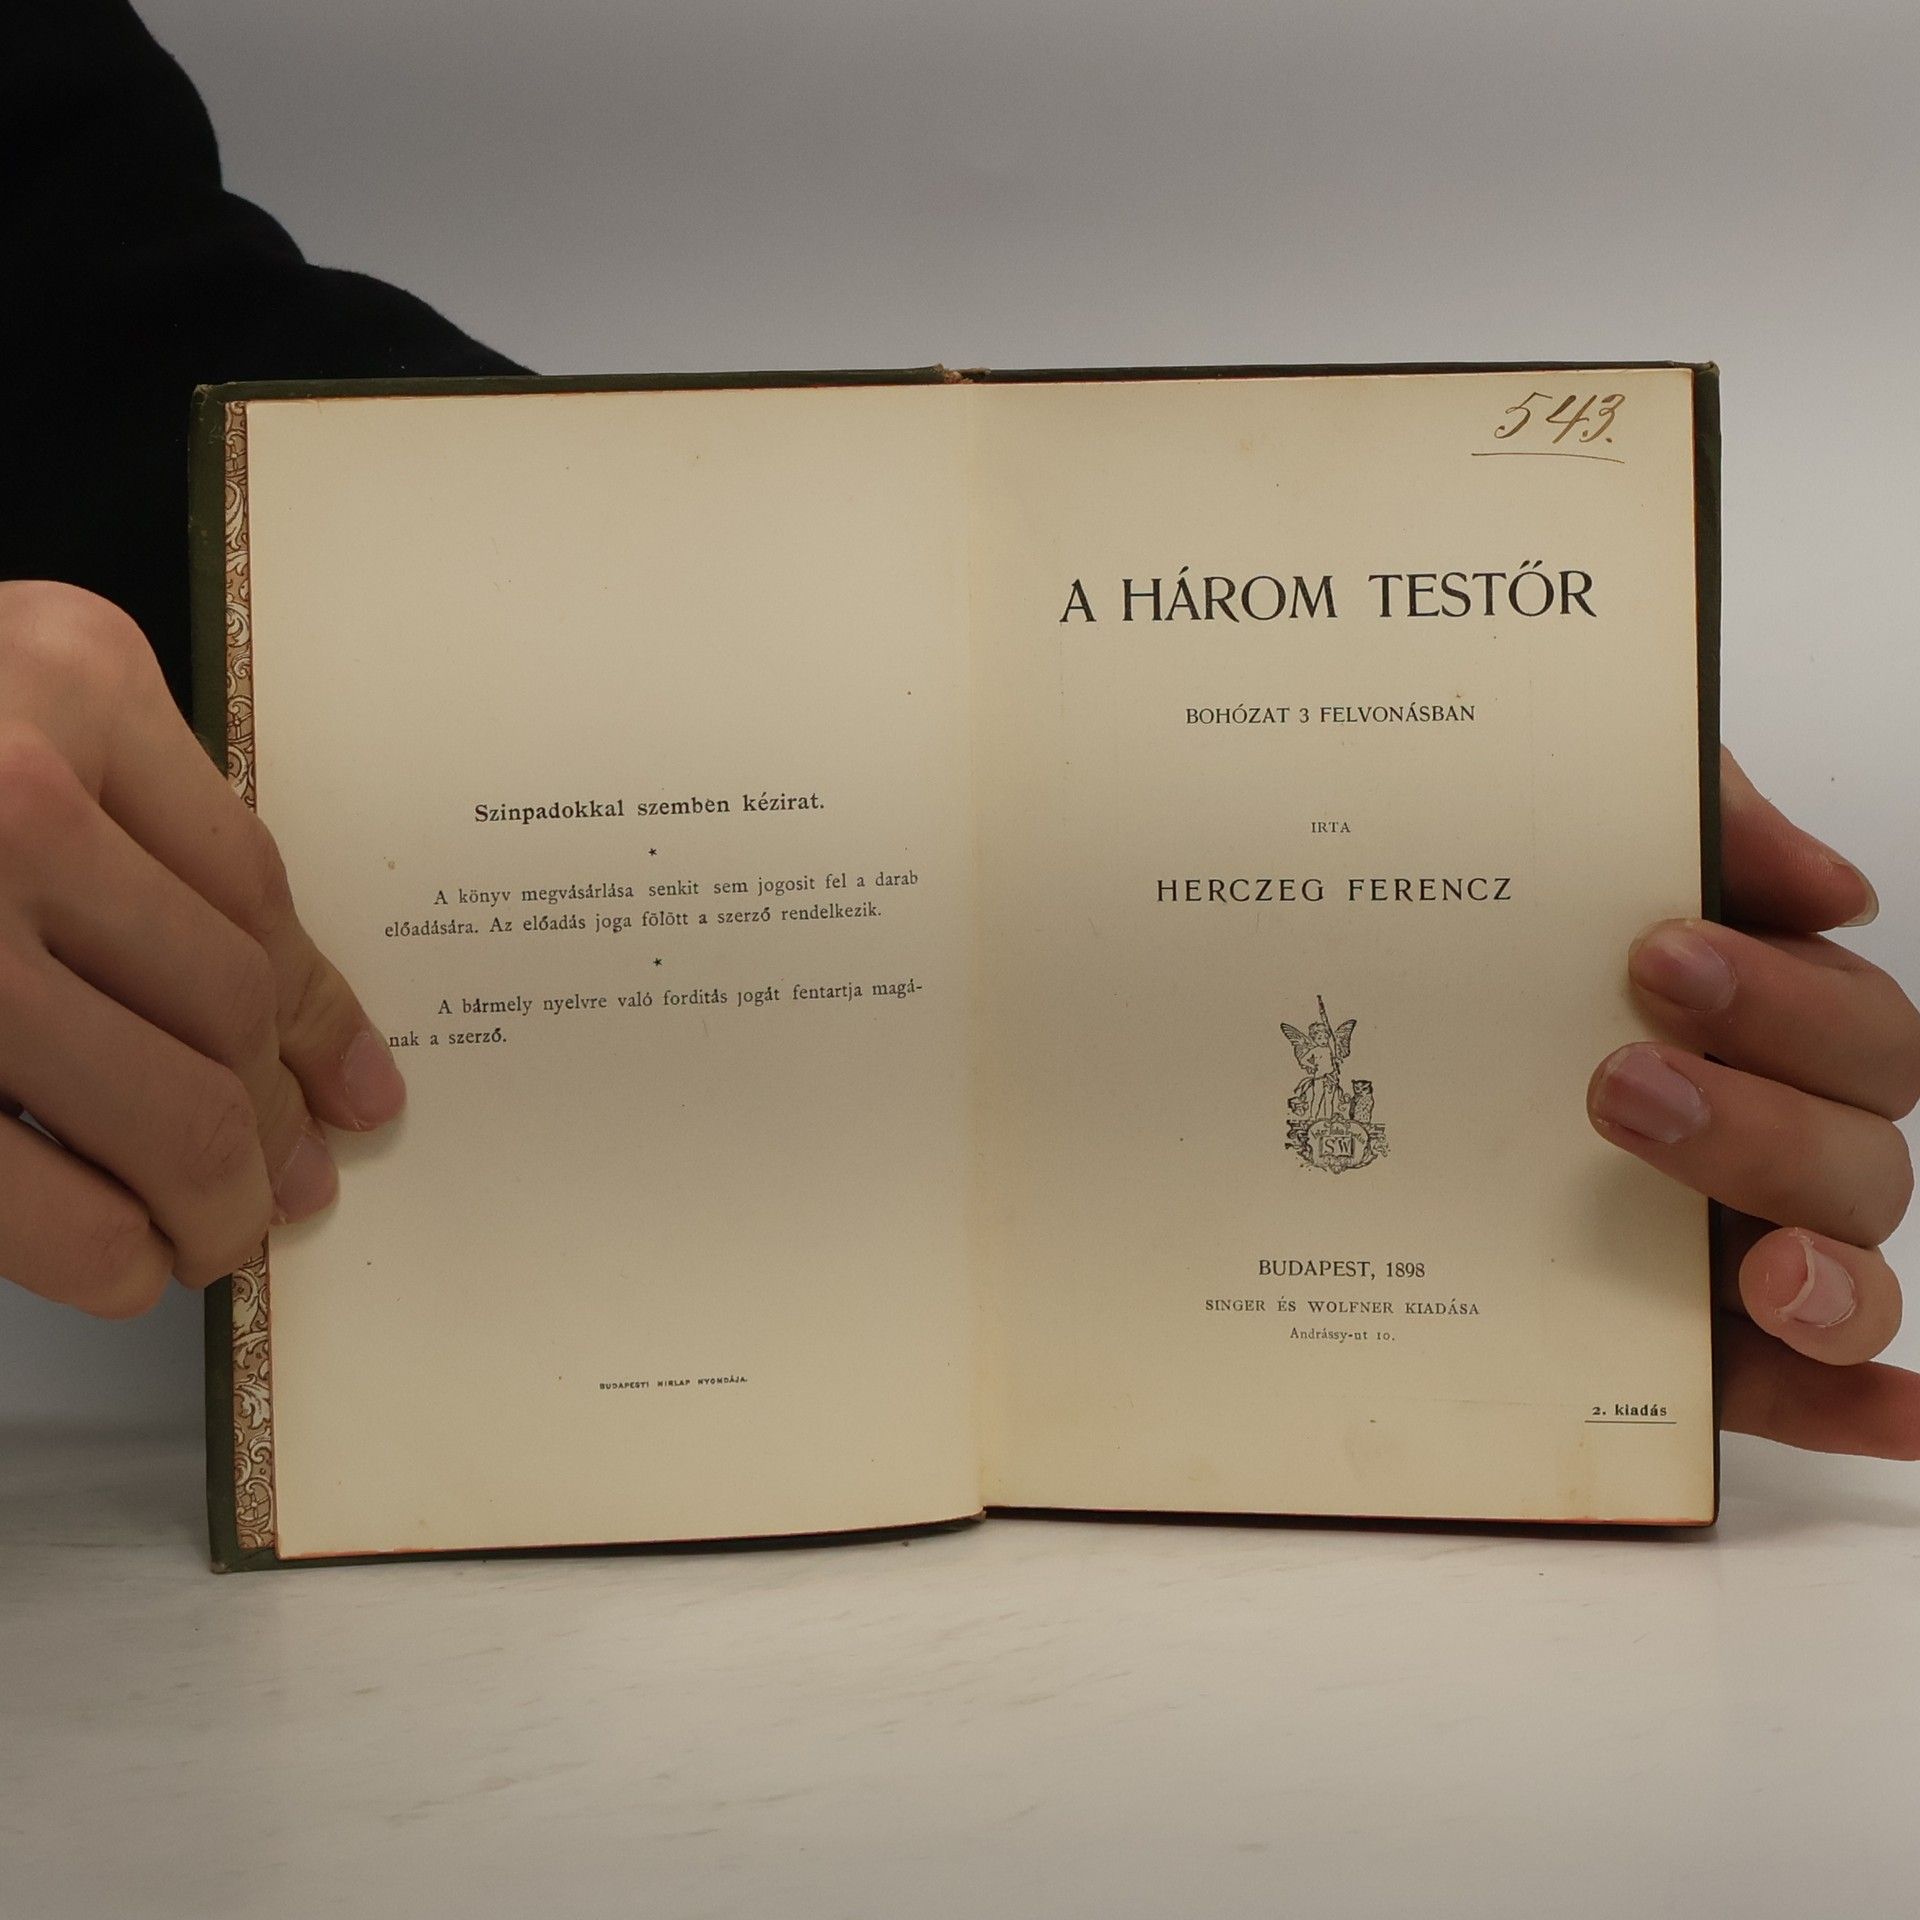 Szinpadokkal szemben kézirat.
*
A könyv megvásárlása senkit sem jogosit fel a darab
előadására. Az előadás joga fölött a szerző rendelkezik.
*
A bármely nyelvre való forditás jogát fentartja magá-
nak a szerző.
BUDAPESTI HIRLAP NYOMDÁJA.
543.
A HÁROM TESTŐR
BOHÓZAT 3 FELVONÁSBAN
IRTA
HERCZEG FERENCZ
SW
BUDAPEST, 1898
SINGER ÉS WOLFNER KIADÁSA
Andrássy-ut 10.
2. kiadás